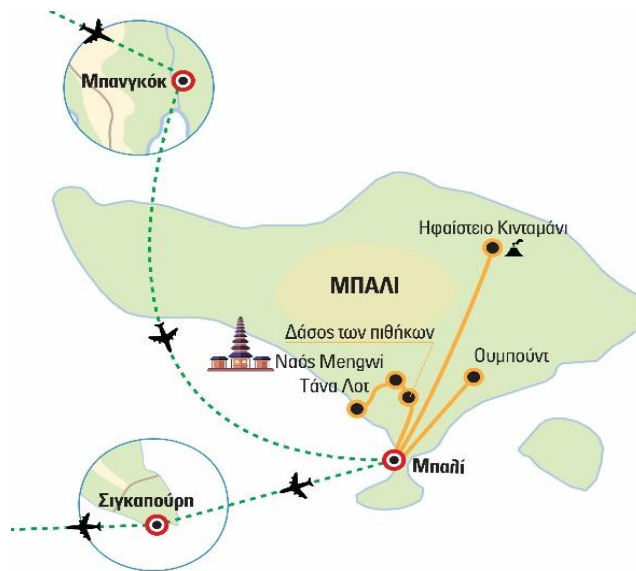 Μπανγκόκ
Ηφαίστειο Κινταμάνι
ΜΠΑΛΙ
Δάσος των πιθήκων
Ναός Mengwi
Ουμπούντ
Τάνα Λοτ
Μπαλί
Σιγκαπούρη